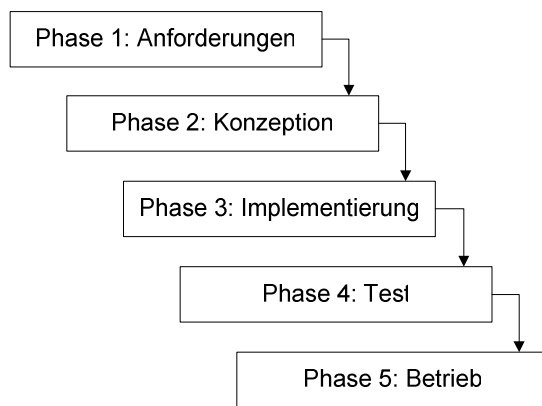 Phase 1: Anforderungen
Phase 2: Konzeption
Phase 3: Implementierung
Phase 4: Test
Phase 5: Betrieb